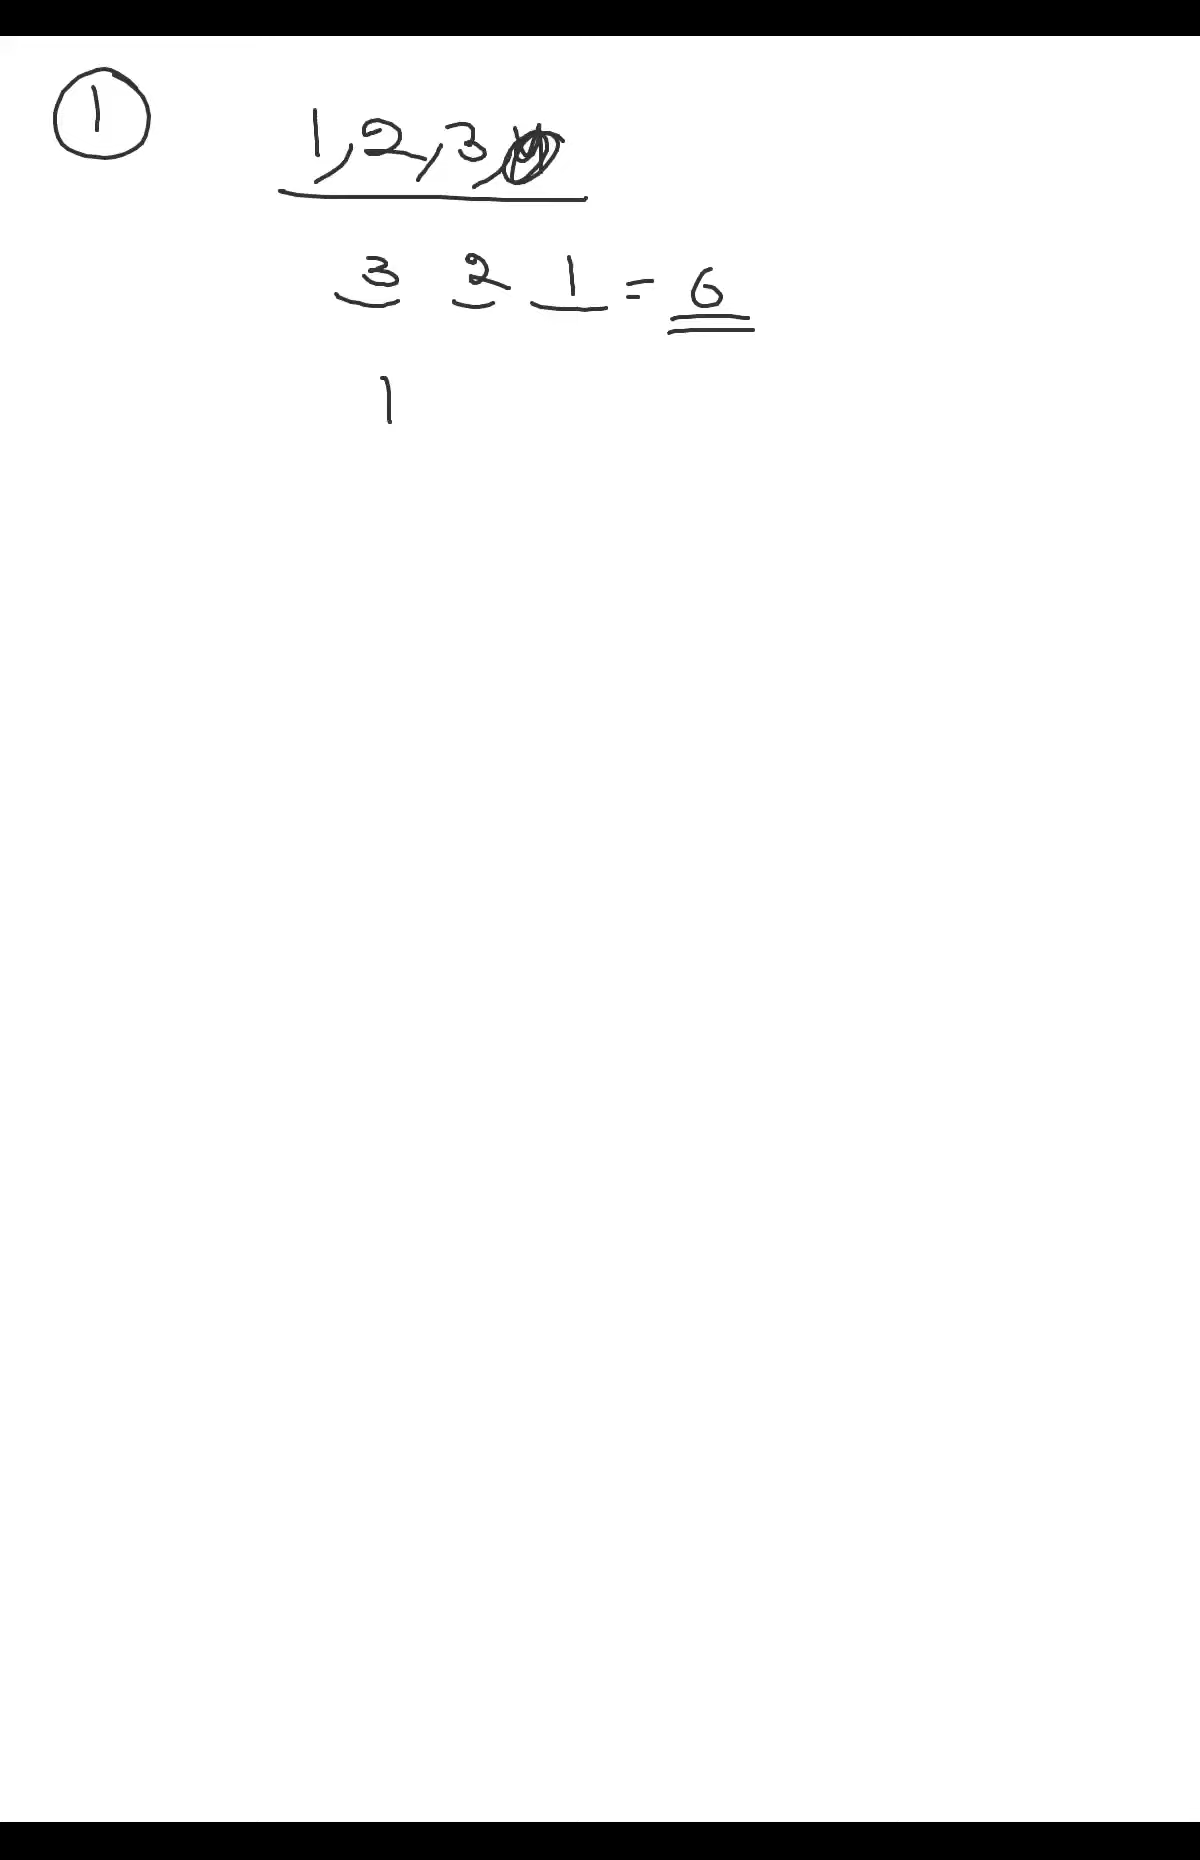 1
1,2,3,
3 2 1 = 6
1